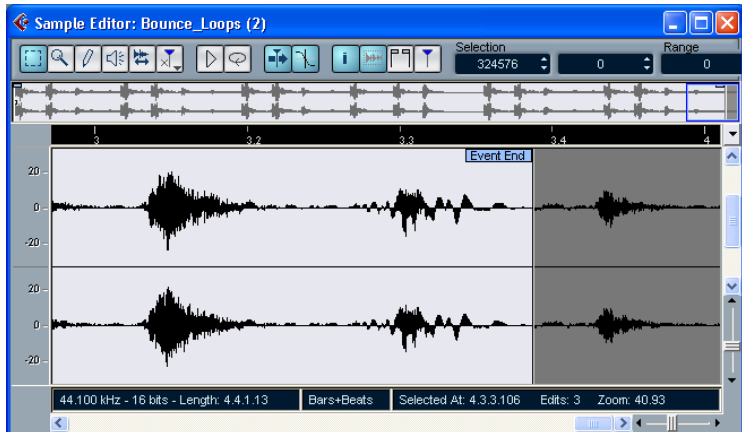 Sample Editor: Bounce_Loops (2)
Selection
Range
324576
0
0
3
3.2
3.3
3.4
4
Event End
20
0
-20
20
0
-20
44.100 kHz - 16 bits - Length: 4.4.1.13
Bars+Beats
Selected At: 4.3.3.106
Edits: 3
Zoom: 40.93